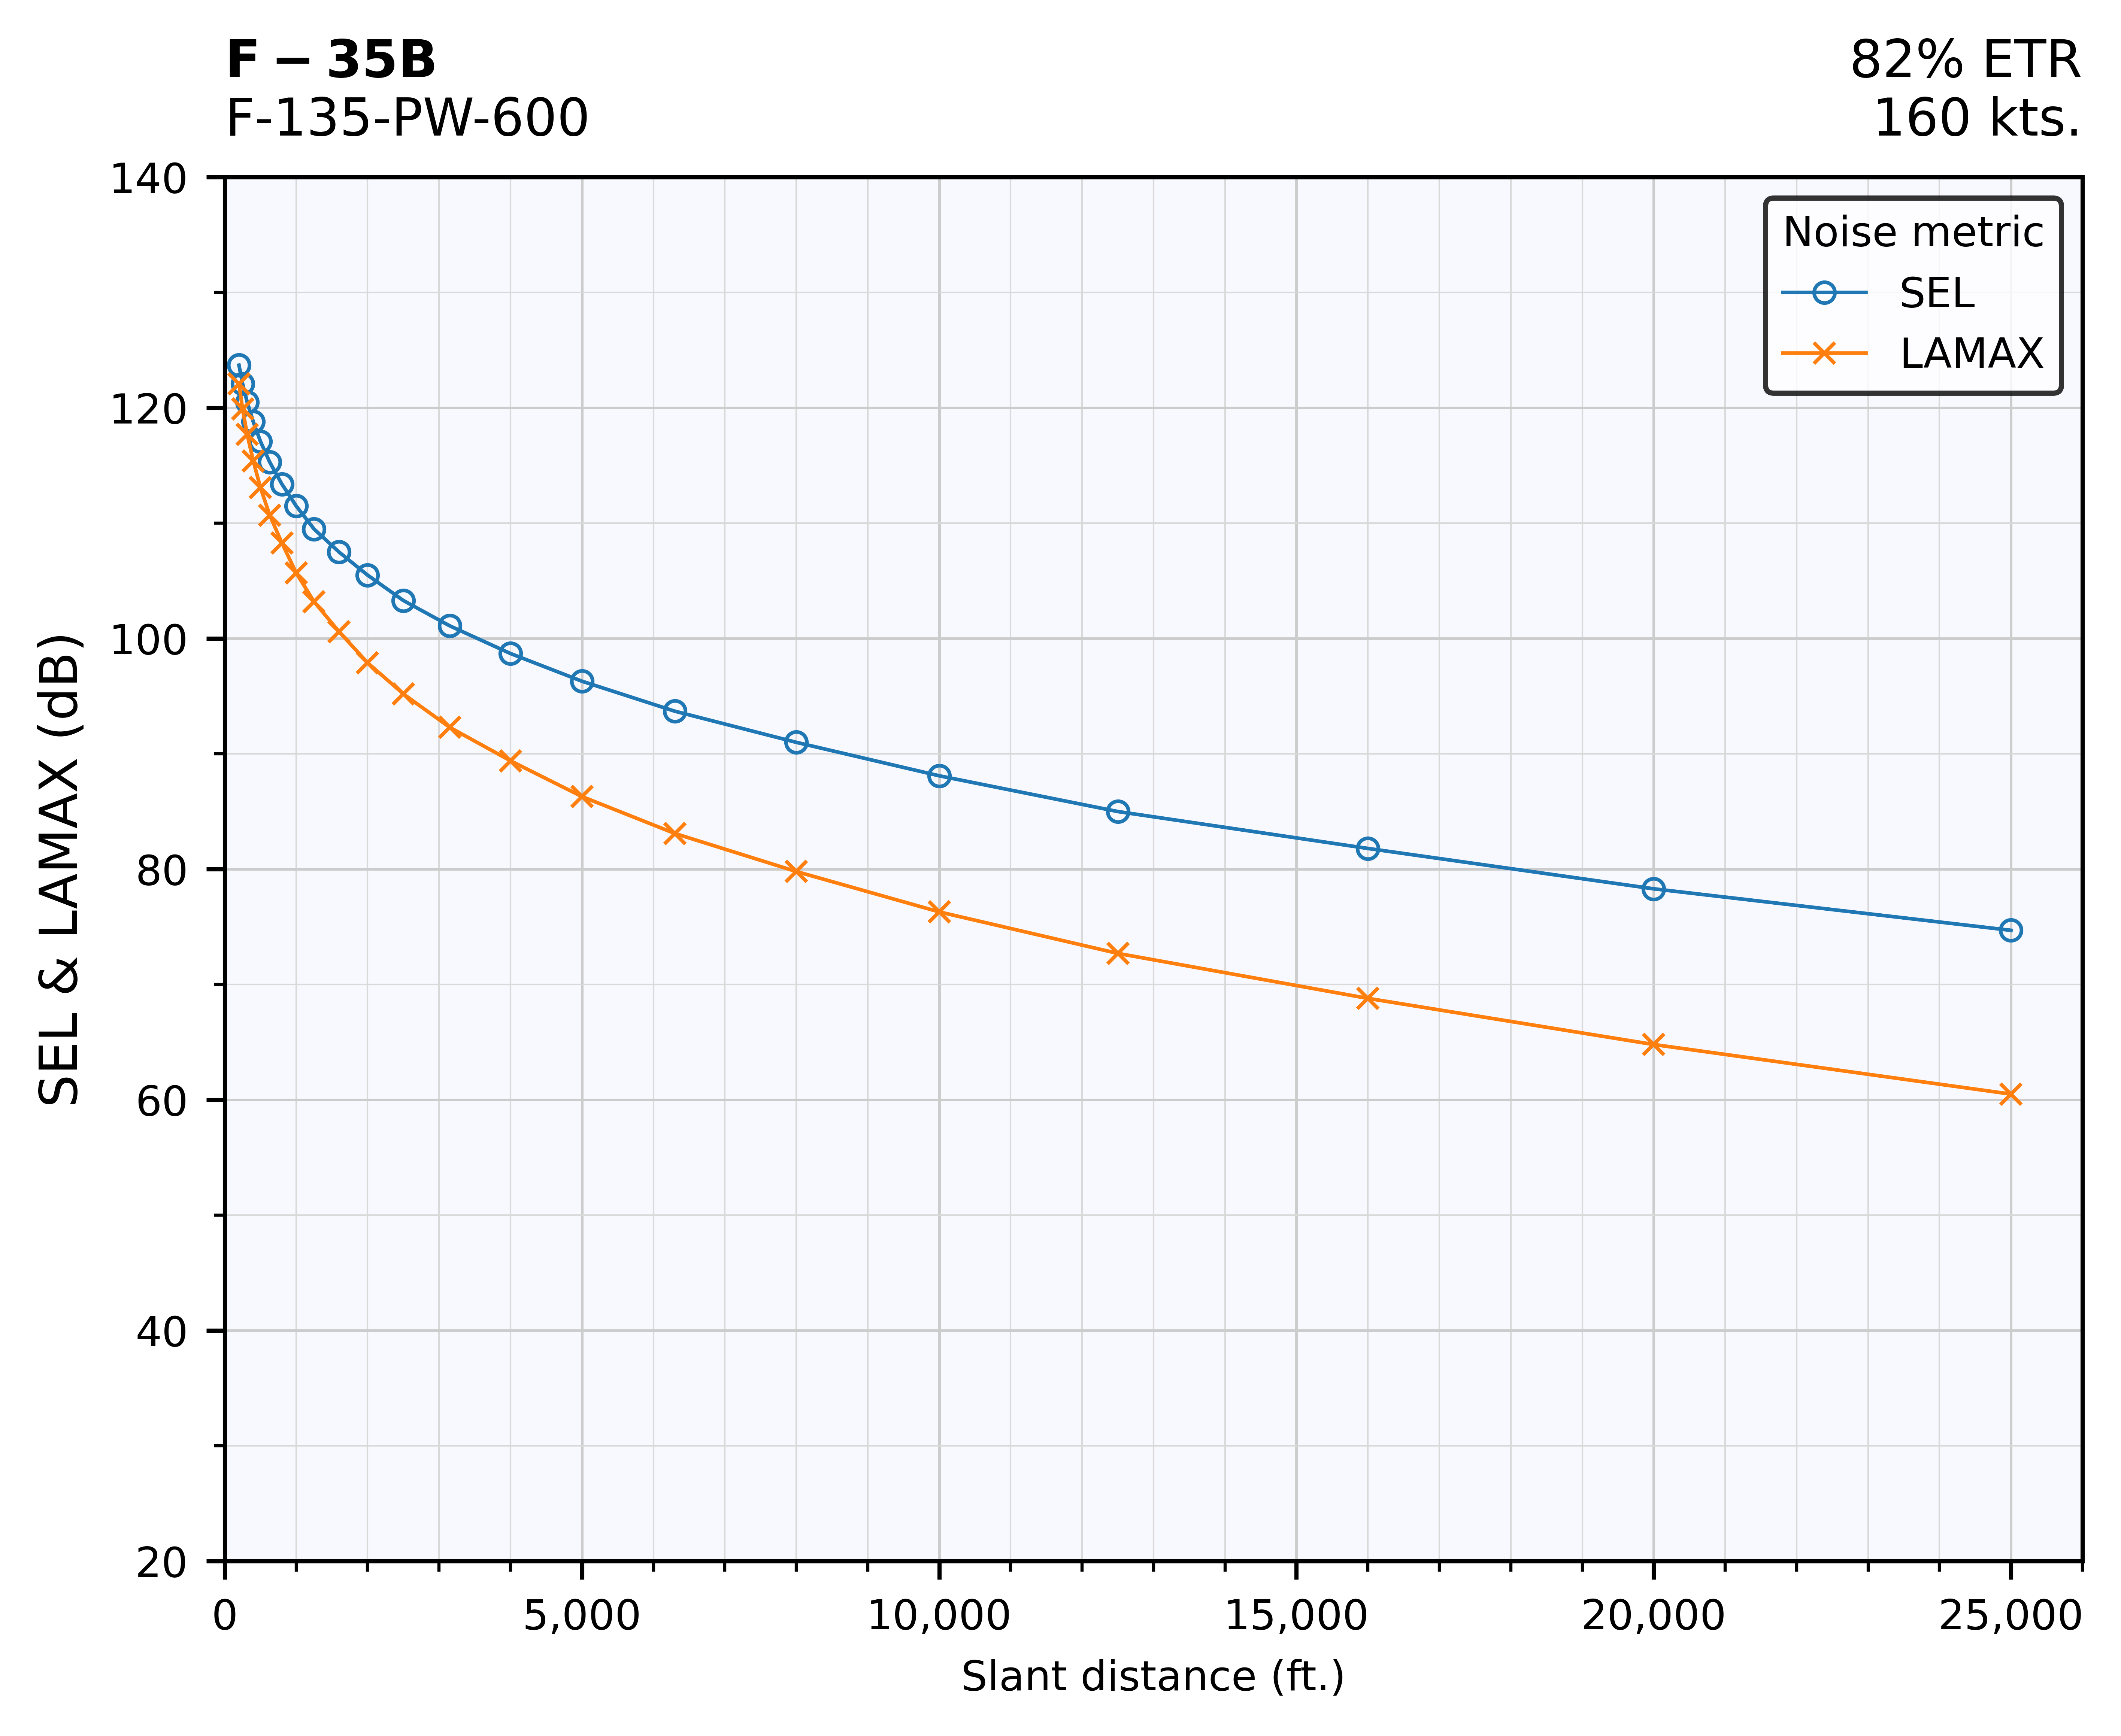 F − 35B
F-135-PW-600
82% ETR
160 kts.
SEL & LAMAX (dB)
140
120
100
80
60
40
20
Noise metric
SEL
LAMAX
0 5,000 10,000 15,000 20,000 25,000
Slant distance (ft.)